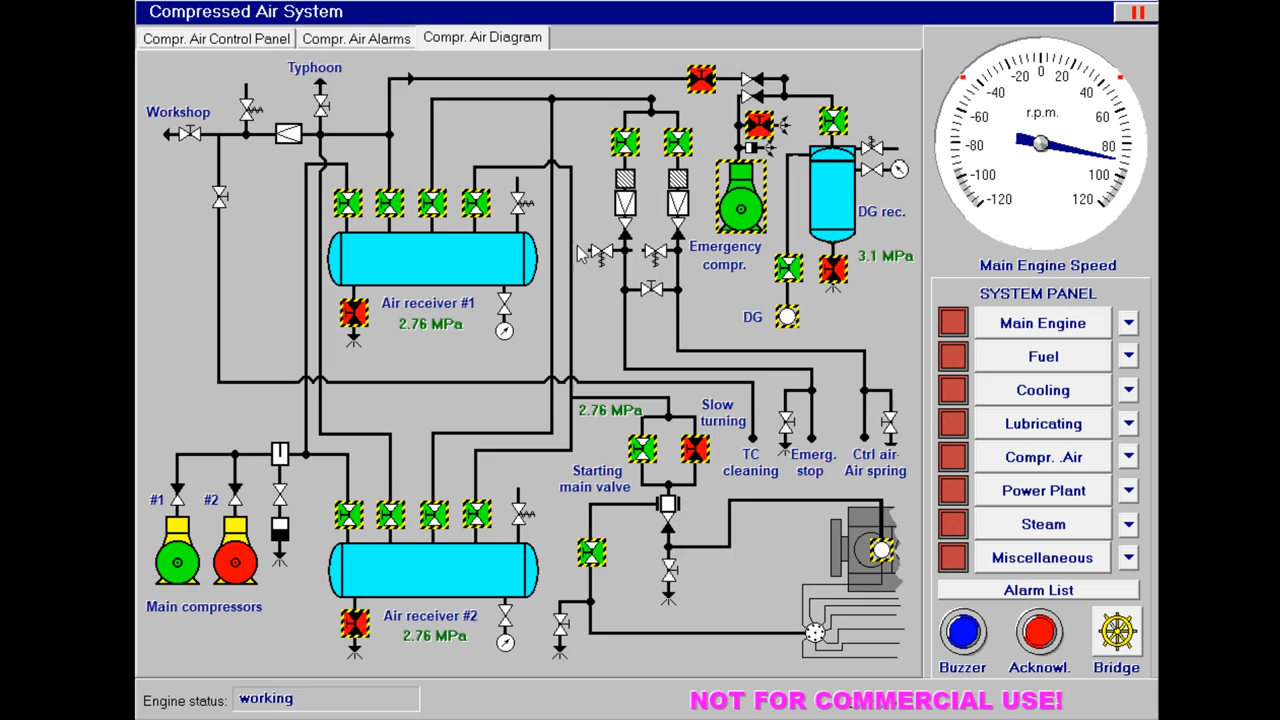 Compressed Air System
Compr. Air Control Panel
Compr. Air Alarms
Compr. Air Diagram
Typhoon
Workshop
Air receiver #1
2.76 MPa
Emergency
compr.
DG rec.
3.1 MPa
DG
2.76 MPa
Slow
turning
Starting
main valve
TC
cleaning
Emerg.
stop
Ctrl air-
Air spring
#1
#2
Main compressors
Air receiver #2
2.76 MPa
-120
-100
-80
-60
-40
-20
0
20
40
60
80
100
120
r.p.m.
Main Engine Speed
SYSTEM PANEL
Main Engine
Fuel
Cooling
Lubricating
Compr. .Air
Power Plant
Steam
Miscellaneous
Alarm List
Buzzer
Acknowl.
Bridge
Engine status:
working
NOT FOR COMMERCIAL USE!